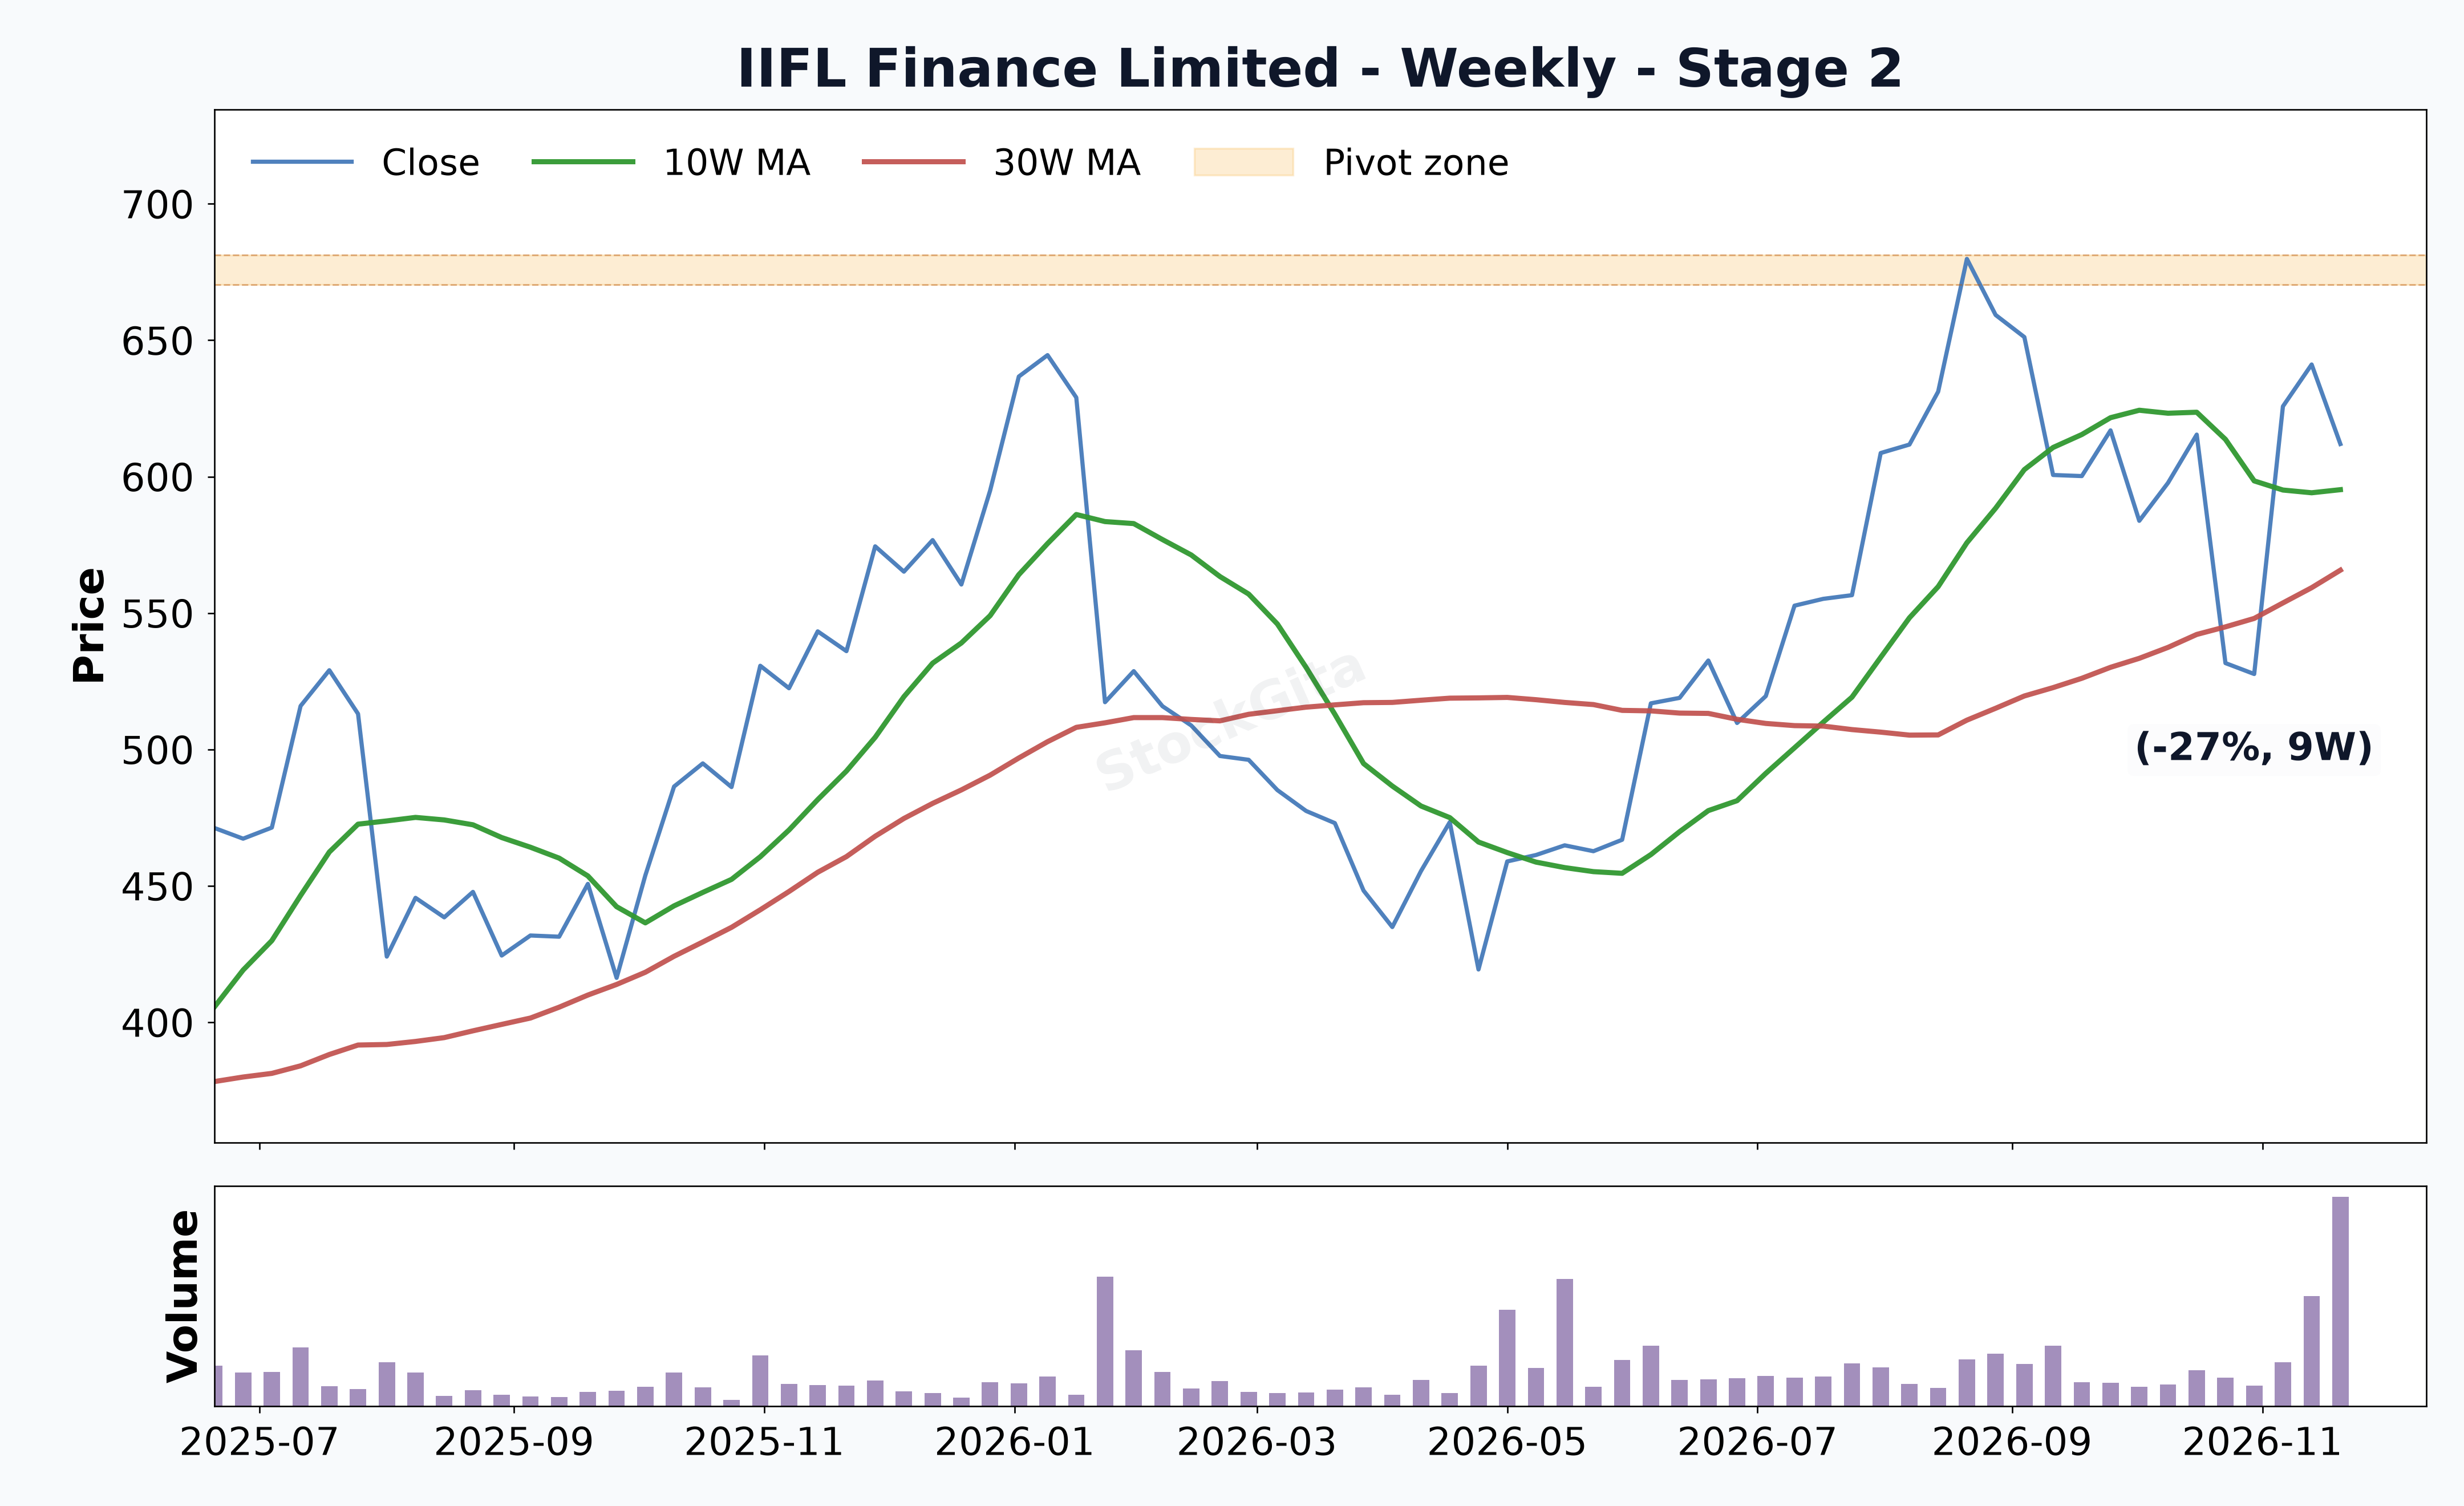 IIFL Finance Limited - Weekly - Stage 2
Close 10W MA 30W MA Pivot zone
700
650
600
550
500
450
400
Price
StockGita
(-27%, 9W)
Volume
2025-07 2025-09 2025-11 2026-01 2026-03 2026-05 2026-07 2026-09 2026-11